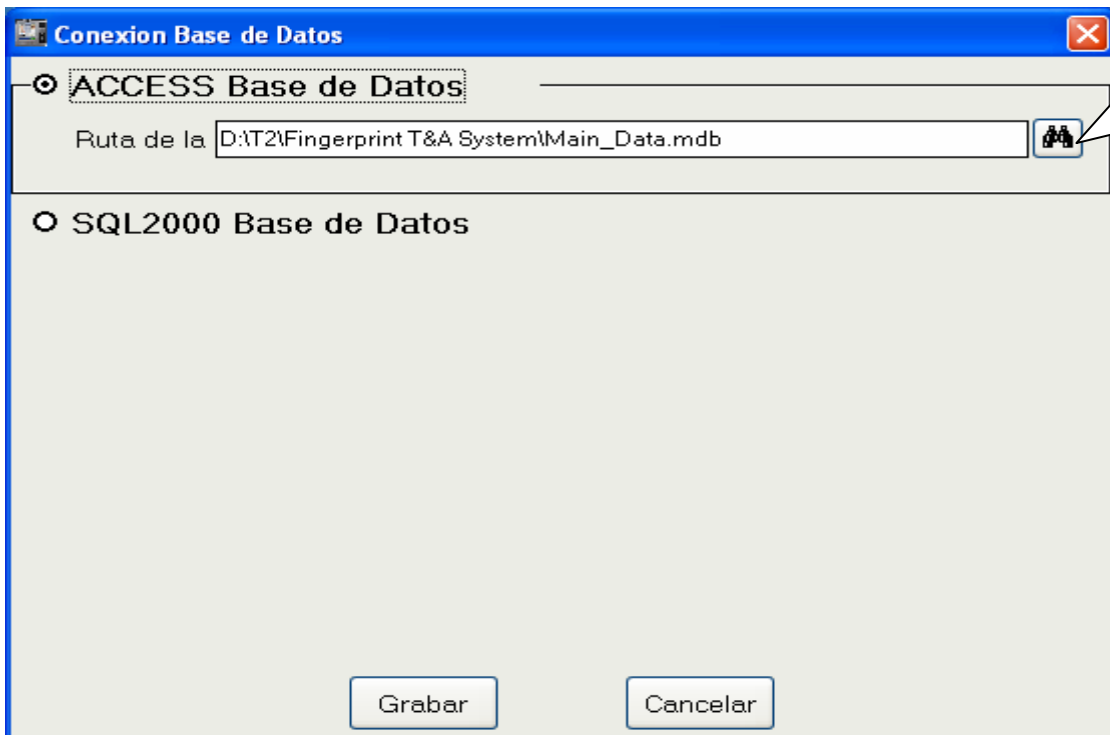 Conexion Base de Datos
ACCESS Base de Datos
Ruta de la D:\T2\Fingerprint T&A System\Main_Data.mdb
SQL2000 Base de Datos
Grabar Cancelar